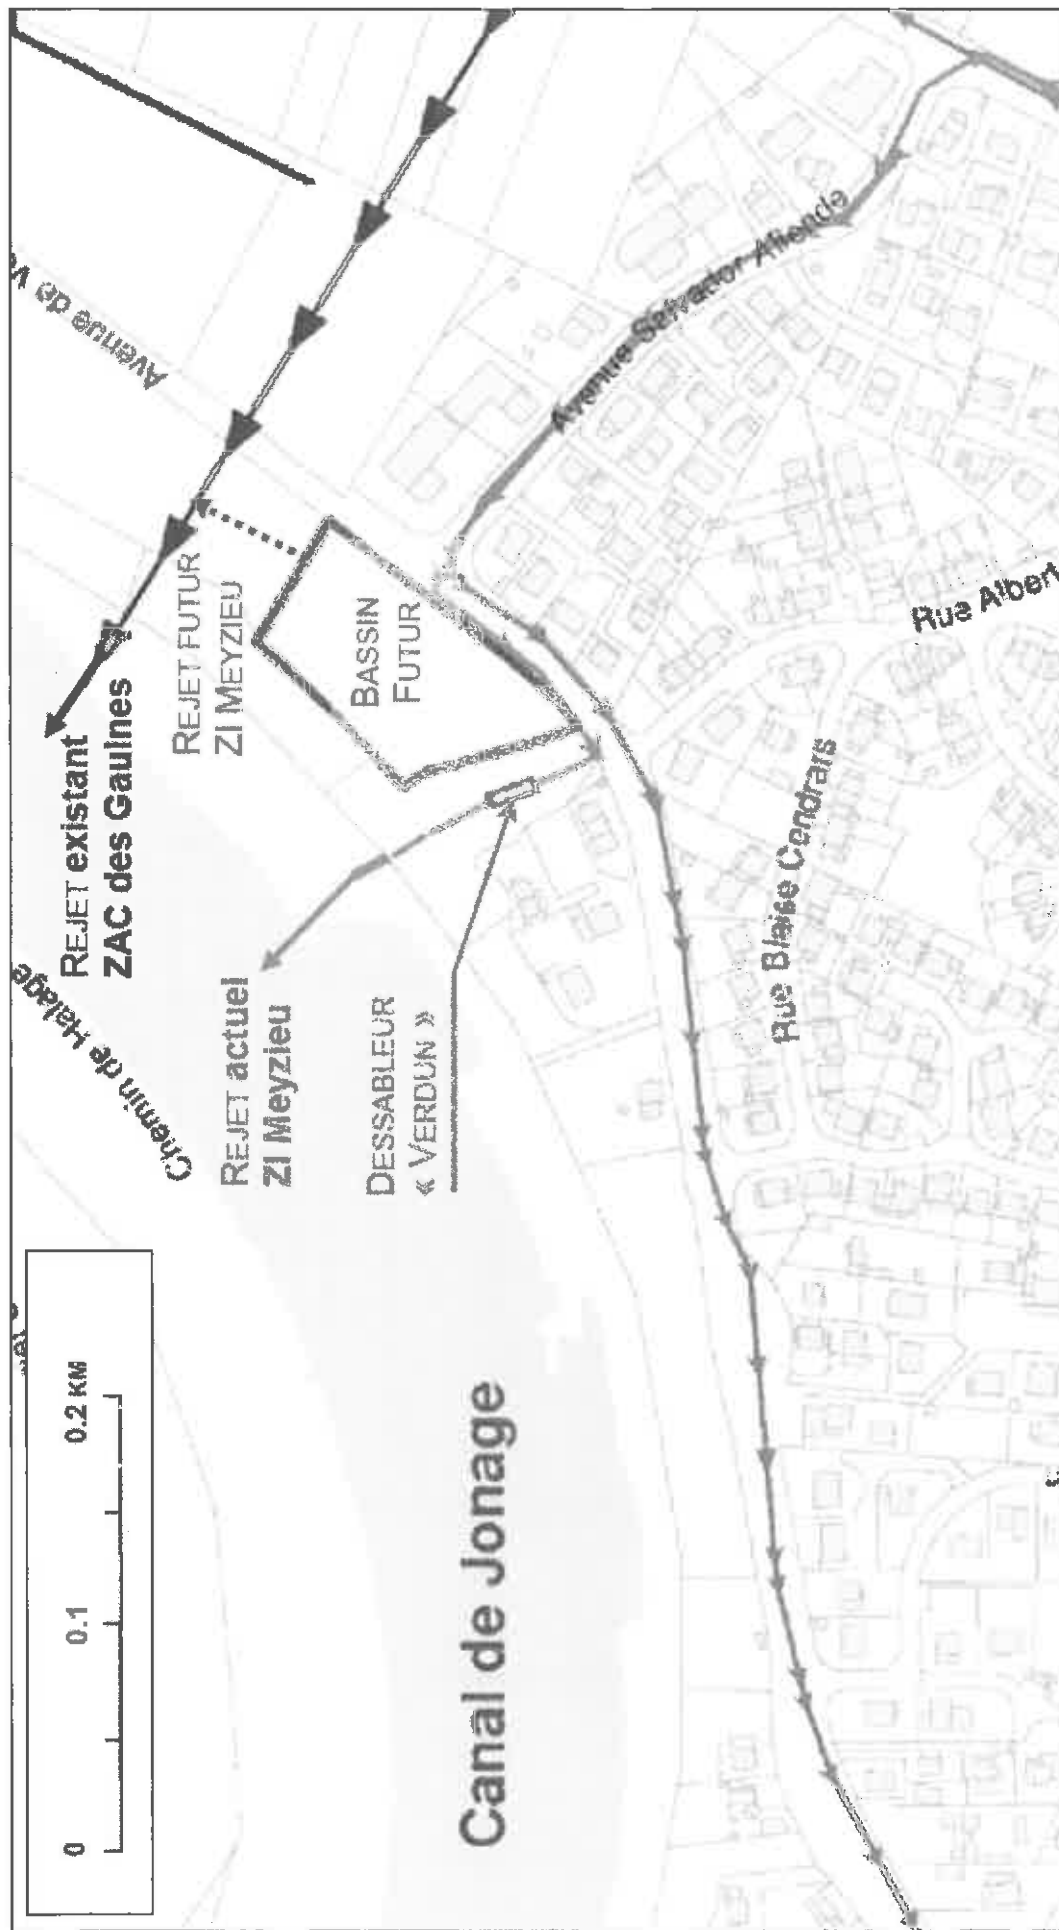 0 0.1 0.2 KM
Chemin de Halage
REJET existant
ZAC des Gaulnes
Avenue de Ve
REJET FUTUR
ZI MEYZIEU
REJET actuel
ZI Meyzieu
BASSIN
FUTUR
DESSABLEUR
« VERDUN »
Canal de Jonage
Avenue Salvador Allende
Rue Blaise Cendrars
Rue Albert